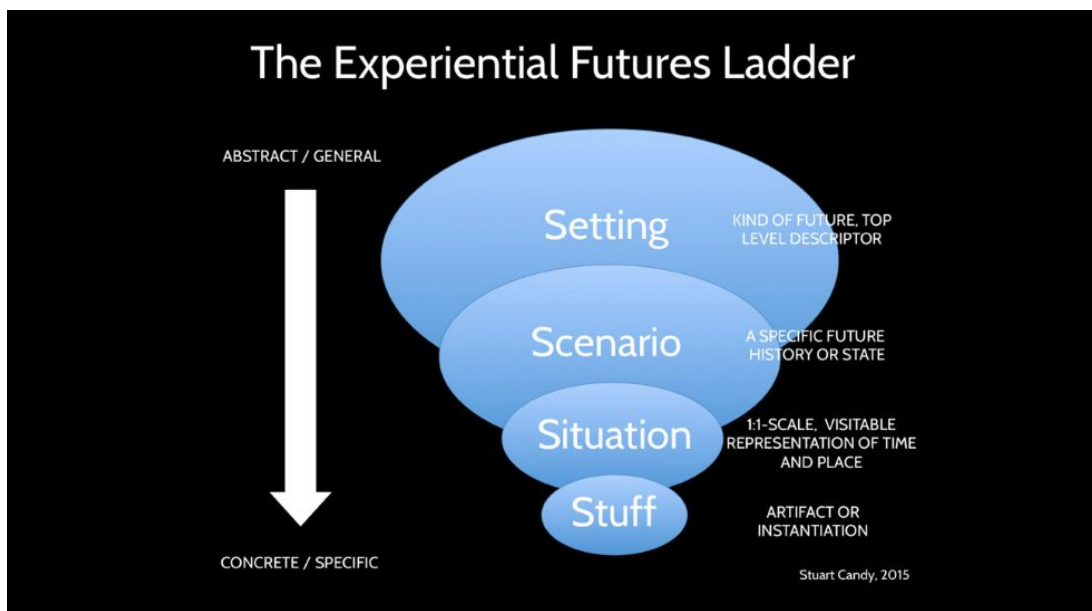 The Experiential Futures Ladder
ABSTRACT / GENERAL
Setting
KIND OF FUTURE, TOP
LEVEL DESCRIPTOR
Scenario
A SPECIFIC FUTURE
HISTORY OR STATE
Situation
1:1-SCALE, VISITABLE
REPRESENTATION OF TIME
AND PLACE
Stuff
ARTIFACT OR
INSTANTIATION
CONCRETE / SPECIFIC
Stuart Candy, 2015